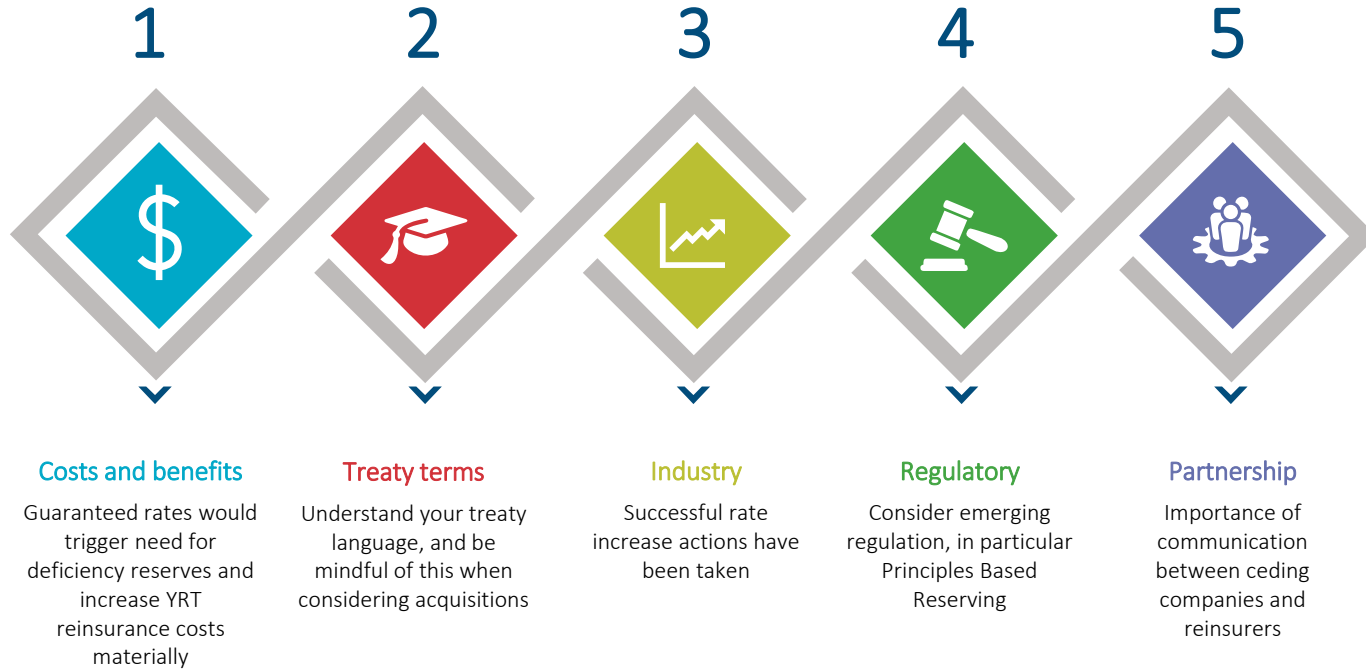 1
2
3
4
5
$
Costs and benefits
Guaranteed rates would
trigger need for
deficiency reserves and
increase YRT
reinsurance costs
materially
Treaty terms
Understand your treaty
language, and be
mindful of this when
considering acquisitions
Industry
Successful rate
increase actions have
been taken
Regulatory
Consider emerging
regulation, in particular
Principles Based
Reserving
Partnership
Importance of
communication
between ceding
companies and
reinsurers